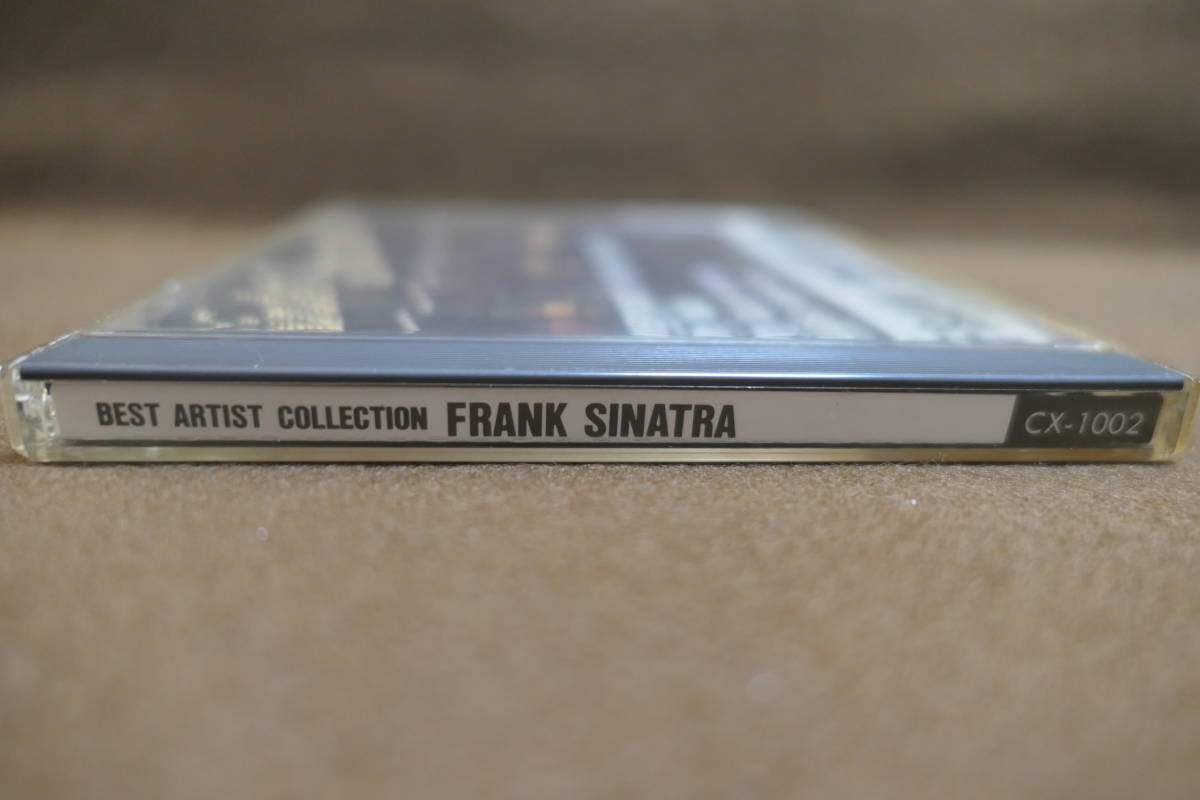 BEST ARTIST COLLECTION FRANK SINATRA CX-1002